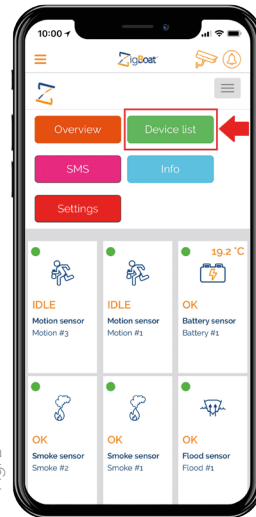 10:00
ZigBoat
Overview
Device list
SMS
Info
Settings
19.2 °C
IDLE
IDLE
OK
Motion sensor
Motion sensor
Battery sensor
Motion #3
Motion #1
Battery #1
OK
OK
OK
Smoke sensor
Smoke sensor
Flood sensor
Smoke #2
Smoke #1
Flood #1